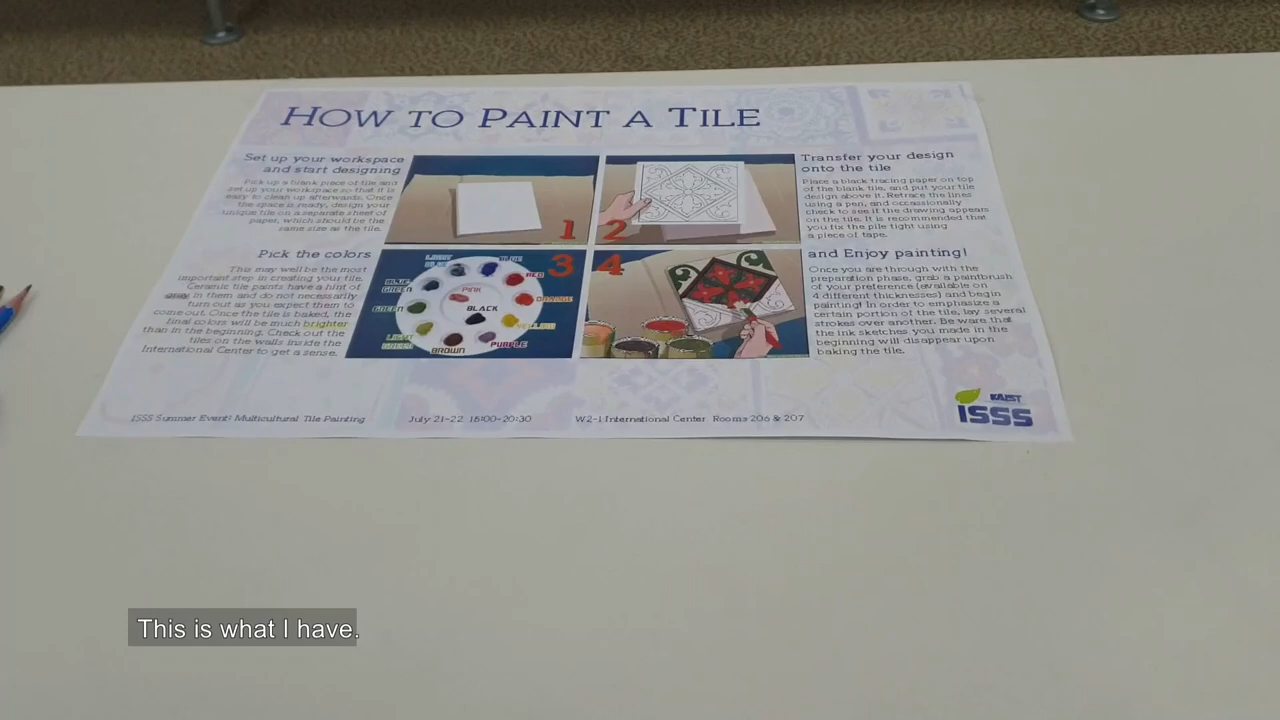 HOW TO PAINT A TILE
Set up your workspace
and start designing
Pick up a blank piece of tile and
set up your workspace so that it is
easy to clean up afterwards. Once
the space is ready, design your
unique tile on a separate sheet of
paper, which should be the
same size as the tile.
1
2
Transfer your design
onto the tile
Place a black tracing paper on top
of the blank tile, and put your tile
design above it. Retrace the lines
using a pen, and occassionally
check to see if the drawing appears
on the tile. It is recommended that
you fix the pile tight using
a piece of tape.
Pick the colors
This may well be the most
important step in creating your tile.
Ceramic tile paints have a hint of
gray in them and do not necessarily
turn out as you expect them to
come out. Once the tile is baked, the
final colors will be much brighter
than in the beginning. Check out the
tiles on the walls inside the
International Center to get a sense.
3
LIGHT
BLUE
BLUE
RED
BLUE
GREEN
PINK
ORANGE
GREEN
BLACK
YELLOW
LIGHT
GREEN
BROWN
PURPLE
4
and Enjoy painting!
Once you are through with the
preparation phase, grab a paintbrush
of your preference (available on
4 different thicknesses) and begin
painting! In order to emphasize a
certain portion of the tile, lay several
strokes over another. Be ware that
the ink sketches you made in the
beginning will disappear upon
baking the tile.
ISSS Summer Event: Multicultural Tile Painting
July 21-22 18:00-20:30
W2-1 International Center Rooms 206 & 207
KAIST
ISSS
This is what I have.